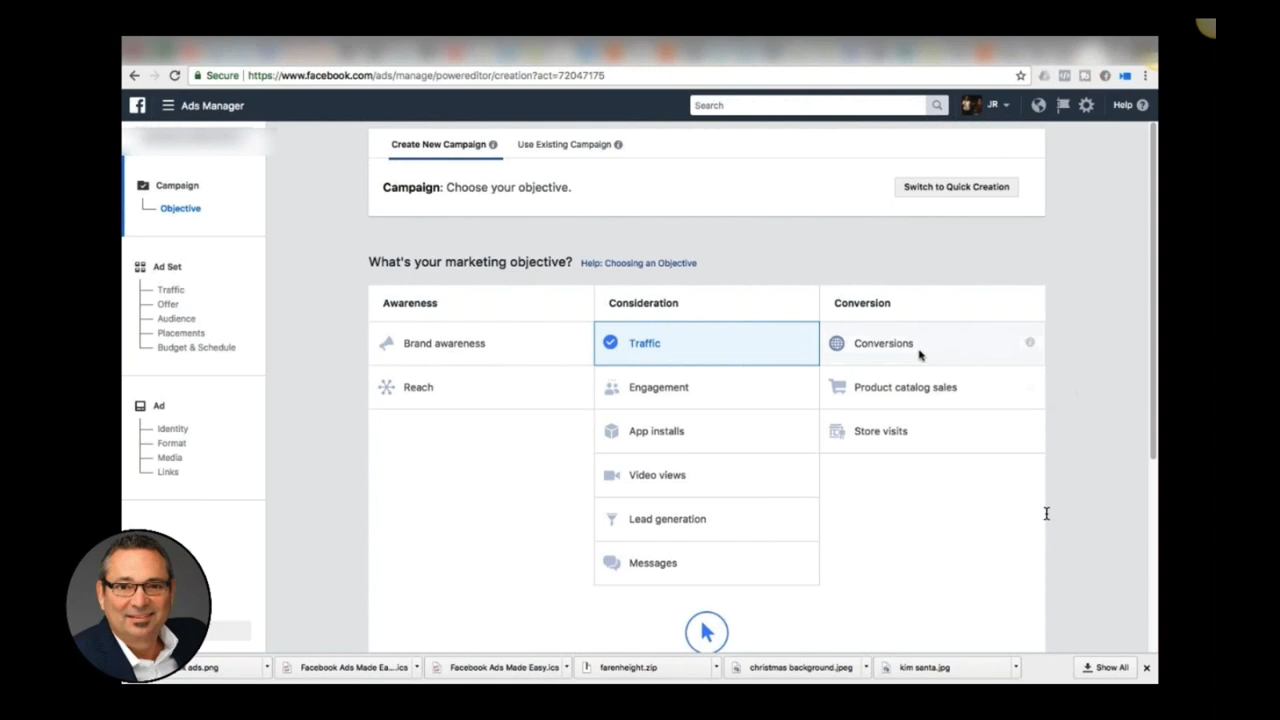 Secure | https://www.facebook.com/ads/manage/powereditor/creation?act=72047175
Ads Manager
Search
JR
Help
Create New Campaign
Use Existing Campaign
Campaign: Choose your objective.
Switch to Quick Creation
Campaign
Objective
Ad Set
Traffic
Offer
Audience
Placements
Budget & Schedule
Ad
Identity
Format
Media
Links
What's your marketing objective? Help: Choosing an Objective
Awareness
Consideration
Conversion
Brand awareness
Traffic
Conversions
Reach
Engagement
Product catalog sales
App installs
Store visits
Video views
Lead generation
Messages
ads.png
Facebook Ads Made Ea....ics
Facebook Ads Made Easy.ics
farenheight.zip
christmas background.jpeg
kim santa.jpg
Show All